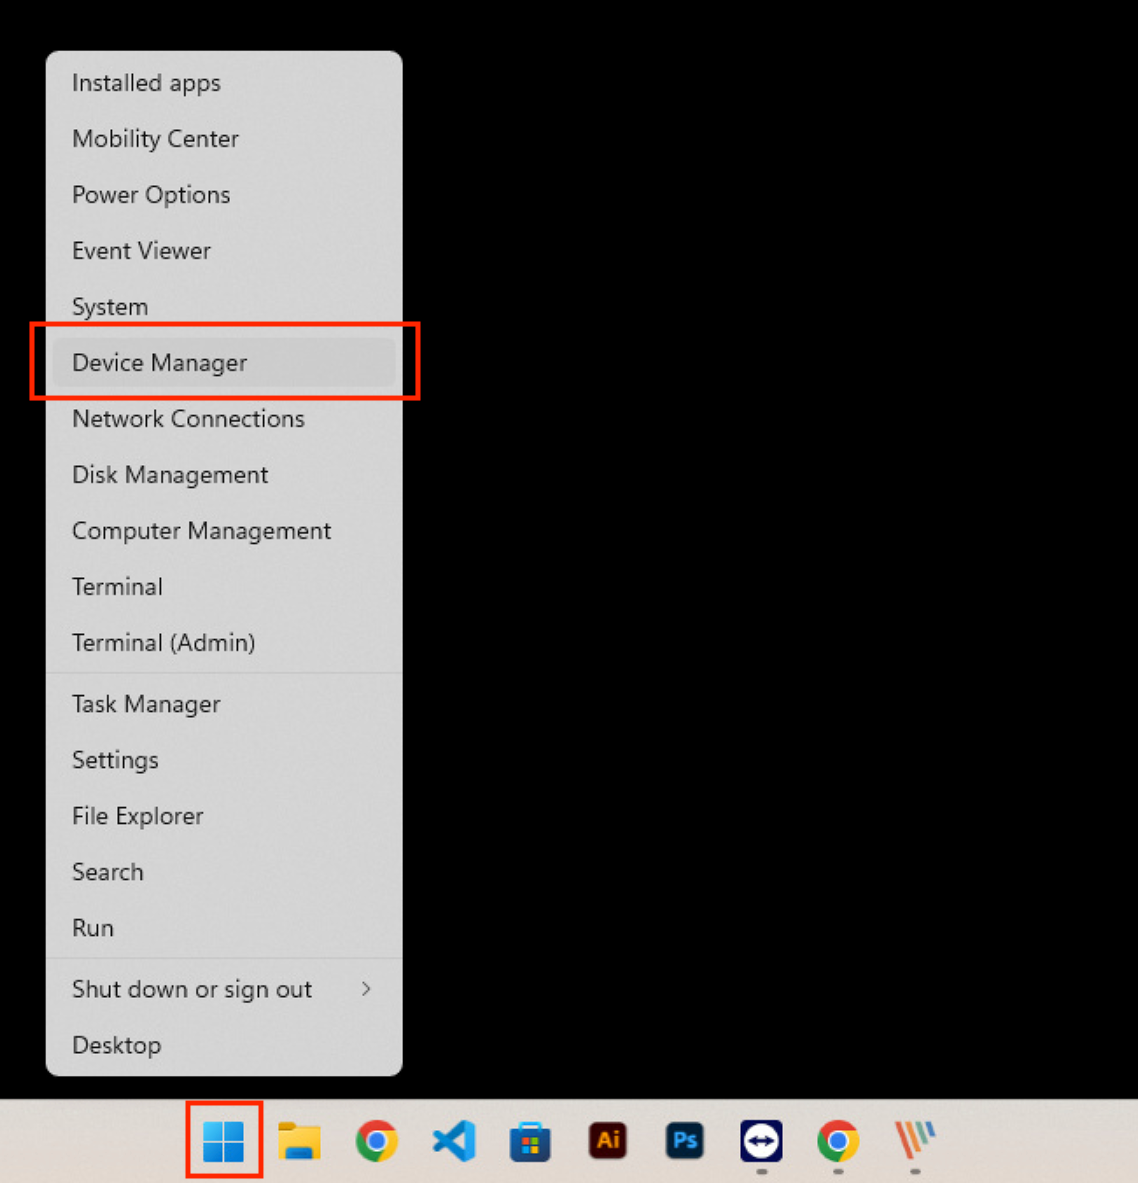 Installed apps
Mobility Center
Power Options
Event Viewer
System
Device Manager
Network Connections
Disk Management
Computer Management
Terminal
Terminal (Admin)
Task Manager
Settings
File Explorer
Search
Run
Shut down or sign out
Desktop
Ai Ps